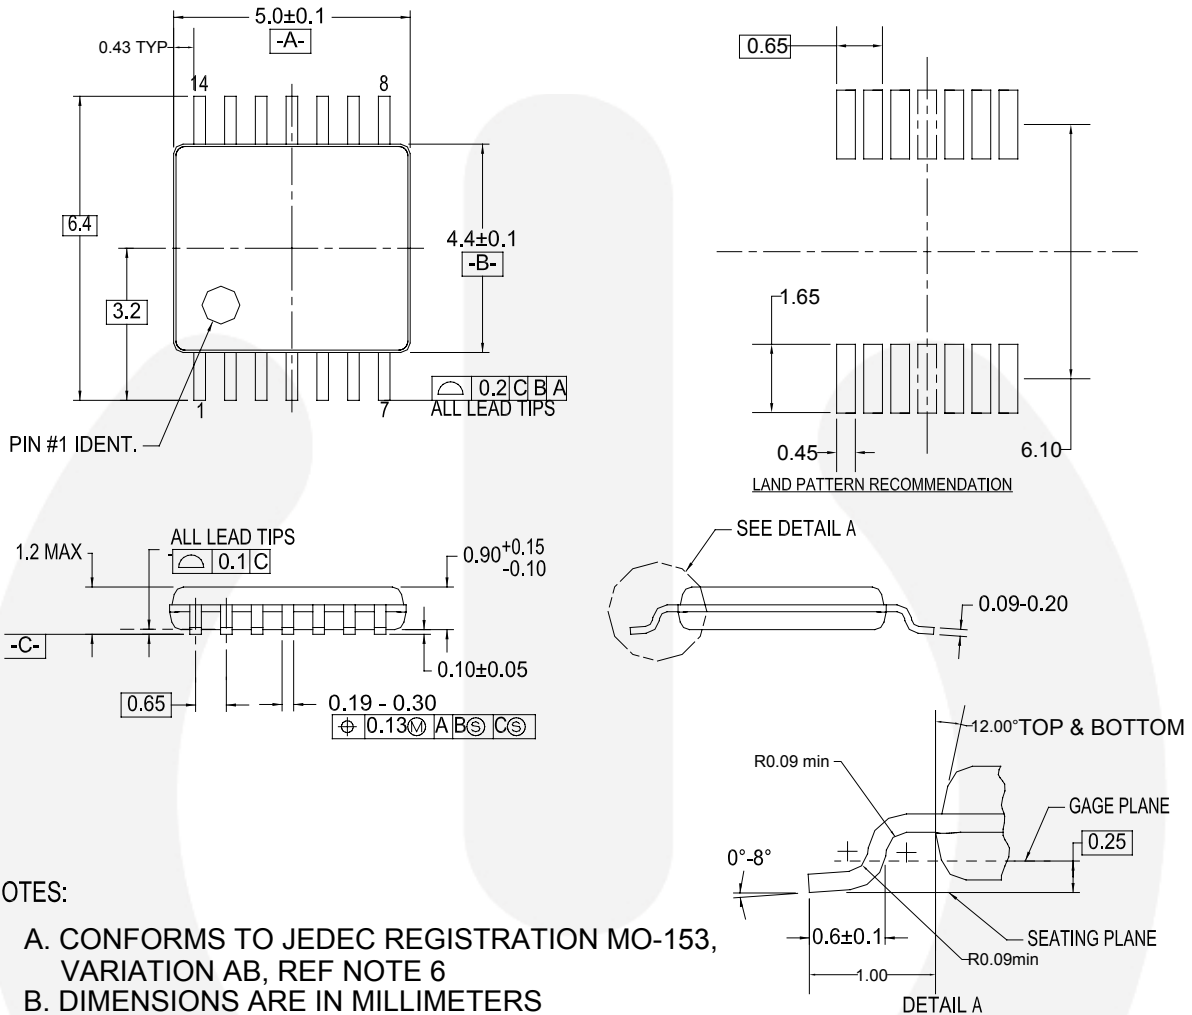 5.0±0.1
-A-
0.43 TYP
14
8
6.4
3.2
4.4±0.1
-B-
0.2 C B A
ALL LEAD TIPS
1
7
PIN #1 IDENT.
0.65
1.65
0.45
6.10
LAND PATTERN RECOMMENDATION
ALL LEAD TIPS
0.1 C
1.2 MAX
0.90 +0.15
-0.10
-C-
0.10±0.05
0.65
0.19 - 0.30
⌖ 0.13Ⓜ A BⓈ CⓈ
SEE DETAIL A
0.09-0.20
12.00° TOP & BOTTOM
R0.09 min
GAGE PLANE
0.25
0°-8°
SEATING PLANE
0.6±0.1
R0.09min
1.00
DETAIL A
OTES:
A. CONFORMS TO JEDEC REGISTRATION MO-153,
VARIATION AB, REF NOTE 6
B. DIMENSIONS ARE IN MILLIMETERS